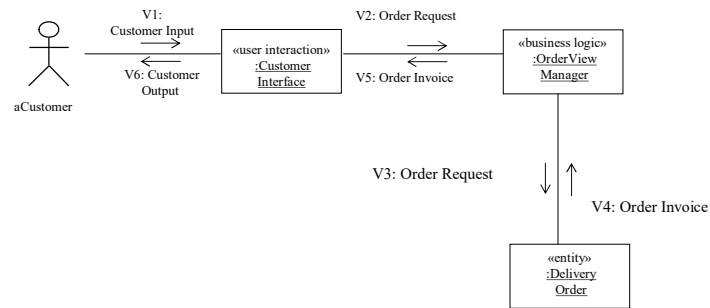 V1:
Customer Input
V2: Order Request
«user interaction»
:Customer
Interface
«business logic»
:OrderView
Manager
V6: Customer
Output
V5: Order Invoice
aCustomer
V3: Order Request
V4: Order Invoice
«entity»
:Delivery
Order